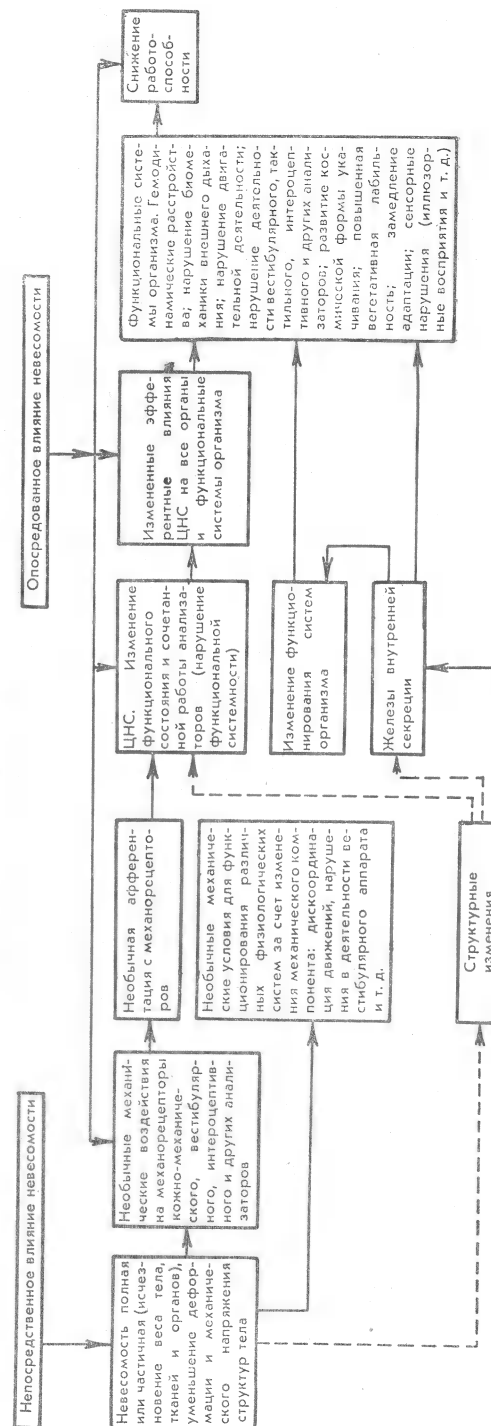 Непосредственное влияние невесомости
Опосредованное влияние невесомости
Невесомость полная
или частичная (исчез-
новение веса тела,
тканей и органов),
уменьшение дефор-
мации и механиче-
ского напряжения
структур тела
Необычные механи-
ческие воздействия
на механорецепторы
кожно-механиче-
ского, вестибуляр-
ного, интероцептив-
ного и других анали-
заторов
Необычная афферен-
тация с механорецепто-
ров
Необычные механиче-
ские условия для функ-
ционирования различ-
ных физиологических
систем за счет измене-
ния механического ком-
понента: дискоордина-
ция движений, наруше-
ния в деятельности ве-
стибулярного аппарата
и т. д.
Структурные
изменения
ЦНС. Изменение
функционального
состояния и сочетан-
ной работы анализа-
торов (нарушение
функциональной
системности)
Изменение функцио-
нирования систем
организма
Железы внутренней
секреции
Измененные эффе-
рентные влияния
ЦНС на все органы
и функциональные
системы организма
Функциональные систе-
мы организма. Гемоди-
намические расстройст-
ва; нарушение биоме-
ханики внешнего дыха-
ния; нарушение двига-
тельной деятельности;
нарушение деятельно-
сти вестибулярного, так-
тильного, интероцеп-
тивного и других анали-
заторов; развитие кос-
мической формы ука-
чивания; повышенная
вегетативная лабиль-
ность; замедление
адаптации; сенсорные
нарушения (иллюзор-
ные восприятия и т. д.)
Снижение
работо-
способ-
ности